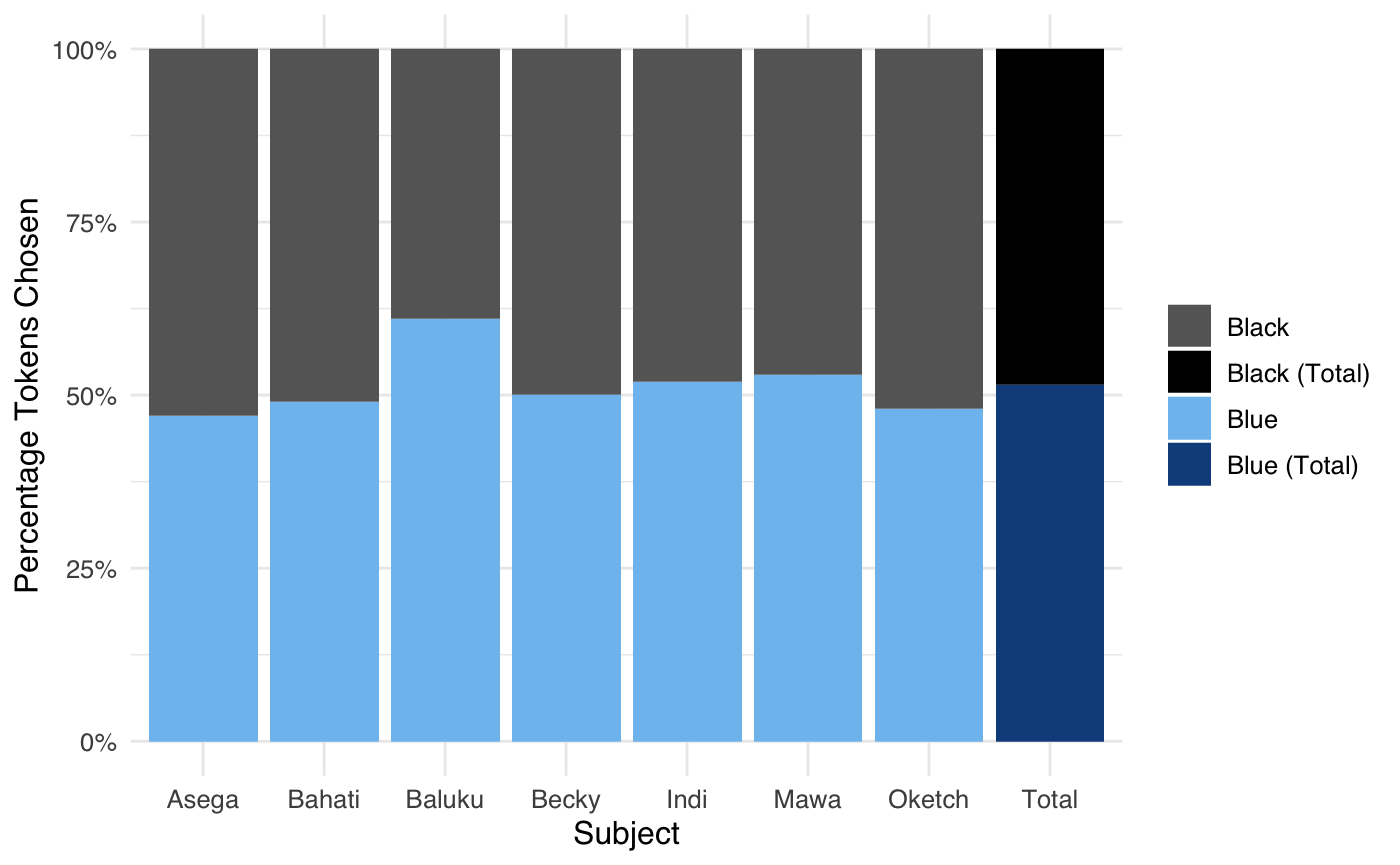 Percentage Tokens Chosen
100%
75%
50%
25%
0%
Asega Bahati Baluku Becky Indi Mawa Oketch Total
Subject
Black
Black (Total)
Blue
Blue (Total)